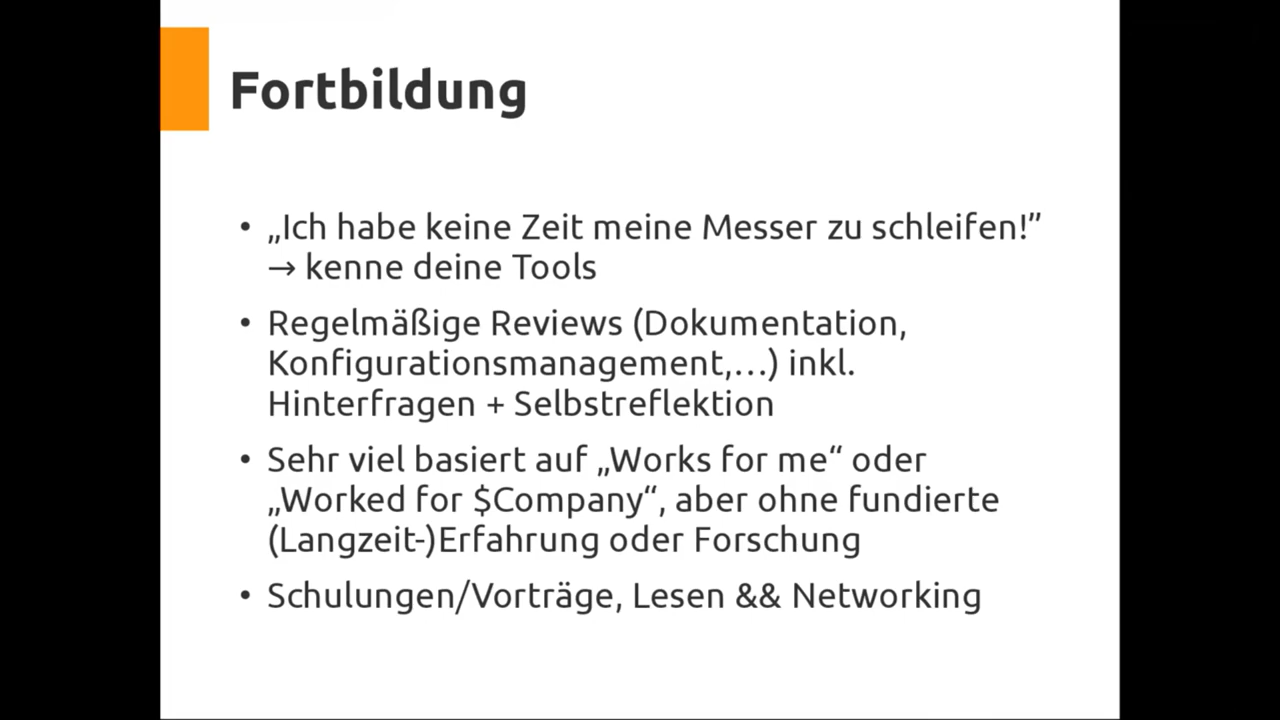 Fortbildung
• „Ich habe keine Zeit meine Messer zu schleifen!”
→ kenne deine Tools
• Regelmäßige Reviews (Dokumentation,
Konfigurationsmanagement,…) inkl.
Hinterfragen + Selbstreflektion
• Sehr viel basiert auf „Works for me“ oder
„Worked for $Company“, aber ohne fundierte
(Langzeit-)Erfahrung oder Forschung
• Schulungen/Vorträge, Lesen && Networking